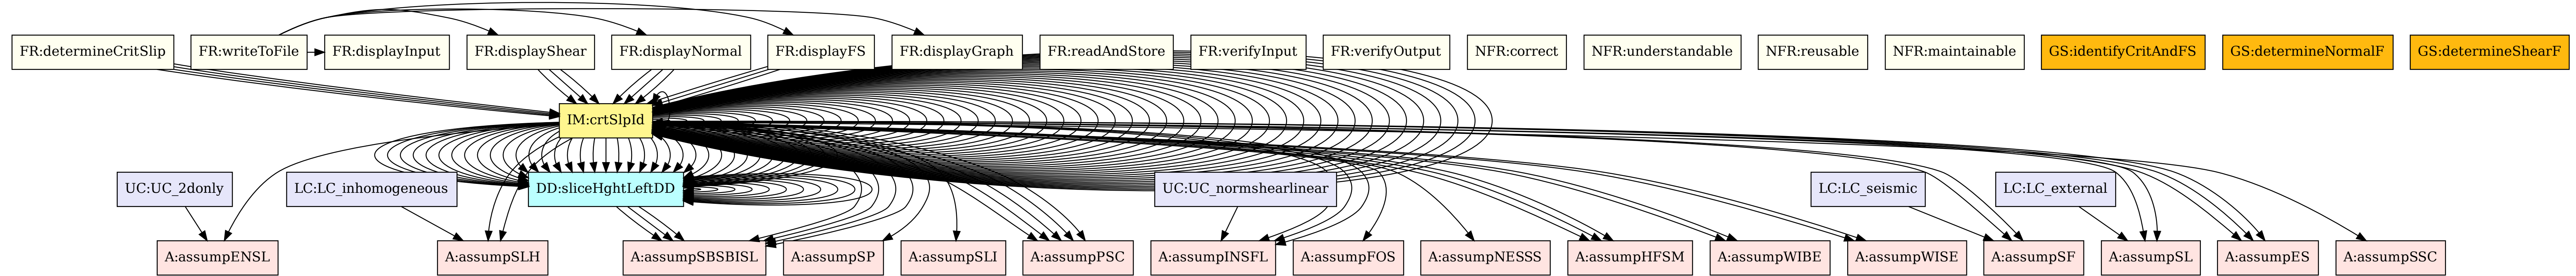 FR:determineCritSlip
FR:writeToFile
FR:displayInput
FR:displayShear
FR:displayNormal
FR:displayFS
FR:displayGraph
FR:readAndStore
FR:verifyInput
FR:verifyOutput
NFR:correct
NFR:understandable
NFR:reusable
NFR:maintainable
GS:identifyCritAndFS
GS:determineNormalF
GS:determineShearF
IM:crtSlpId
UC:UC_2donly
LC:LC_inhomogeneous
DD:sliceHghtLeftDD
UC:UC_normshearlinear
LC:LC_seismic
LC:LC_external
A:assumpENSL
A:assumpSLH
A:assumpSBSBISL
A:assumpSP
A:assumpSLI
A:assumpPSC
A:assumpINSFL
A:assumpFOS
A:assumpNESSS
A:assumpHFSM
A:assumpWIBE
A:assumpWISE
A:assumpSF
A:assumpSL
A:assumpES
A:assumpSSC